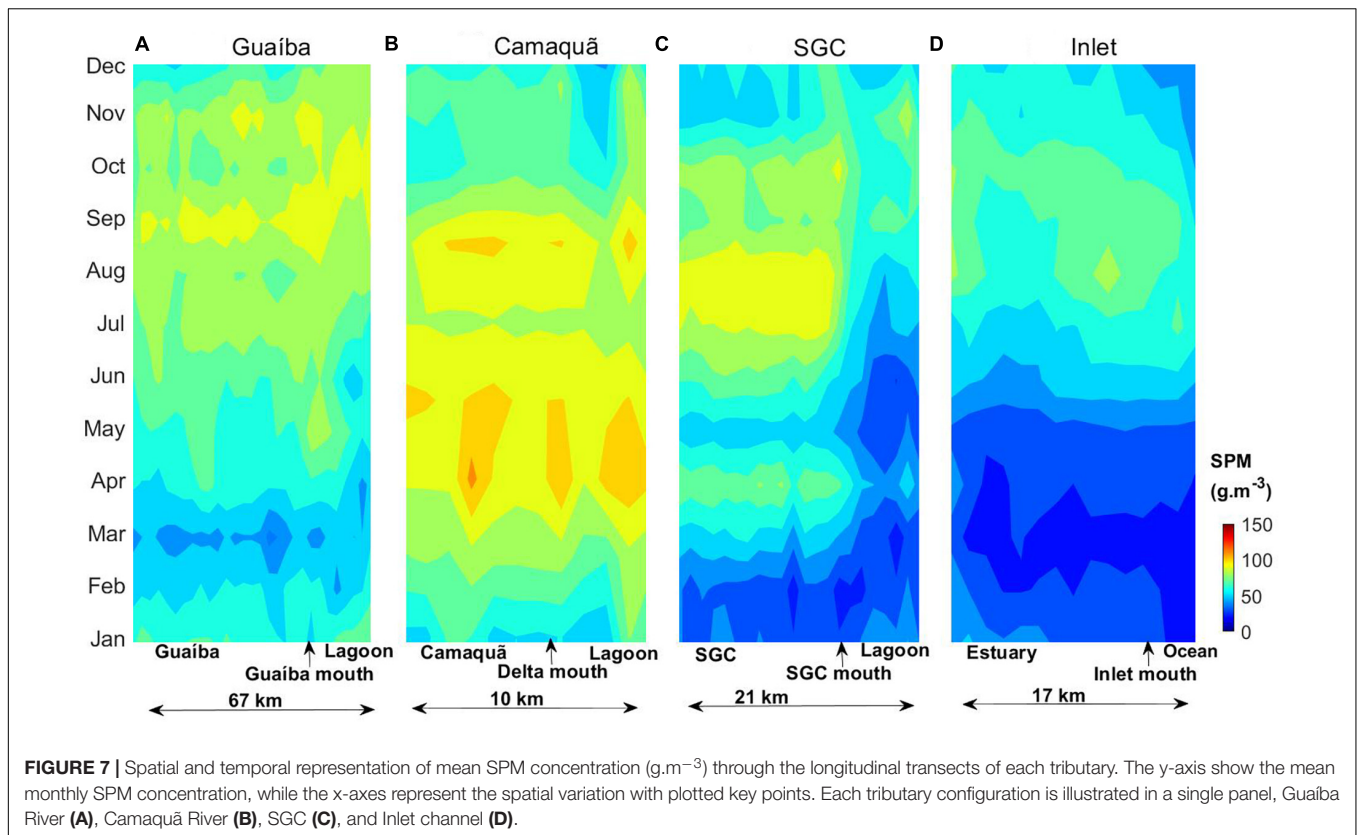 A Guaíba B Camaquã C SGC D Inlet
Dec
Nov
Oct
Sep
Aug
Jul
Jun
May
Apr
Mar
Feb
Jan
SPM
(g.m-3)
150
100
50
0
Guaíba Lagoon Camaquã Lagoon SGC Lagoon Estuary Ocean
Guaíba mouth Delta mouth SGC mouth Inlet mouth
67 km 10 km 21 km 17 km
FIGURE 7 | Spatial and temporal representation of mean SPM concentration (g.m−3) through the longitudinal transects of each tributary. The y-axis show the mean
monthly SPM concentration, while the x-axes represent the spatial variation with plotted key points. Each tributary configuration is illustrated in a single panel, Guaíba
River (A), Camaquã River (B), SGC (C), and Inlet channel (D).